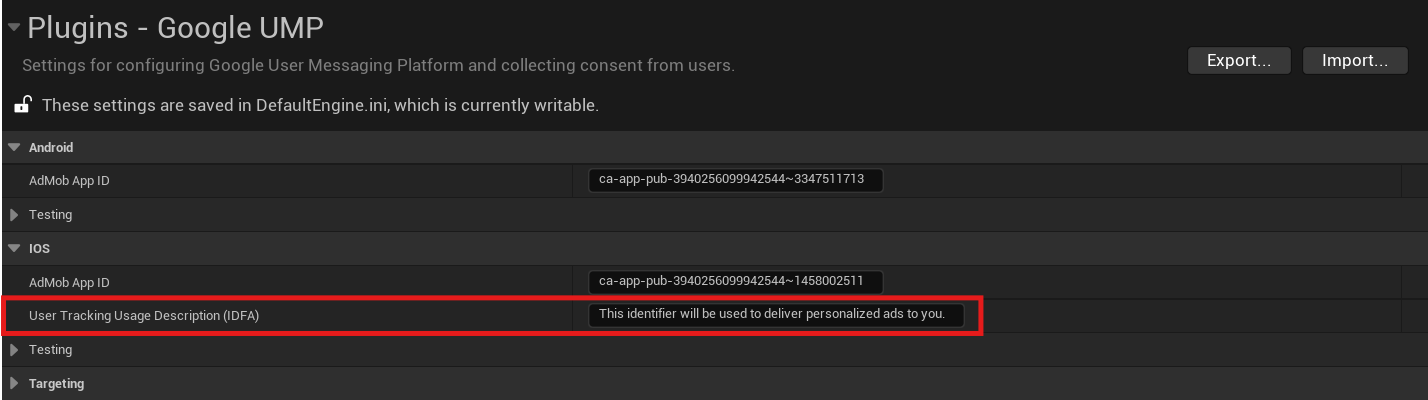 Plugins - Google UMP
Settings for configuring Google User Messaging Platform and collecting consent from users.
Export...
Import...
These settings are saved in DefaultEngine.ini, which is currently writable.
Android
AdMob App ID
ca-app-pub-3940256099942544~3347511713
Testing
IOS
AdMob App ID
ca-app-pub-3940256099942544~1458002511
User Tracking Usage Description (IDFA)
This identifier will be used to deliver personalized ads to you.
Testing
Targeting